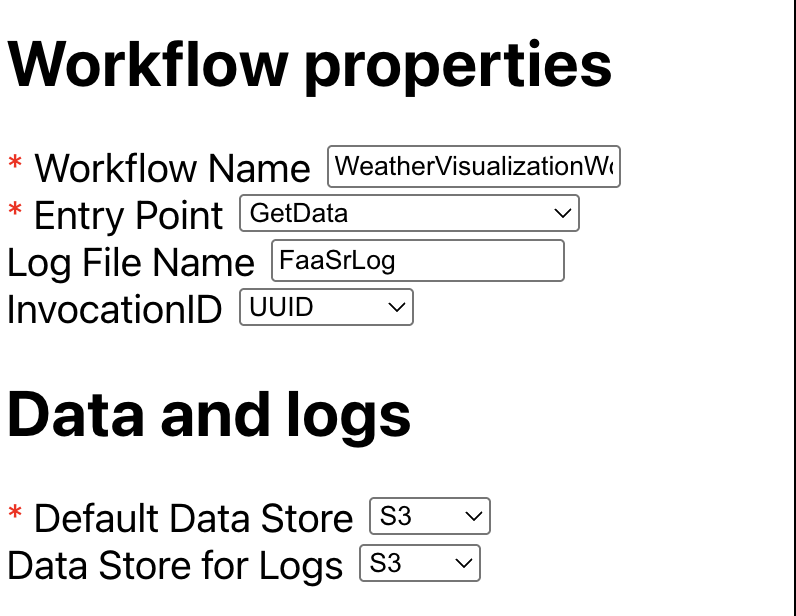 Workflow properties
* Workflow Name WeatherVisualizationW
* Entry Point GetData
Log File Name FaaSrLog
InvocationID UUID
Data and logs
* Default Data Store S3
Data Store for Logs S3